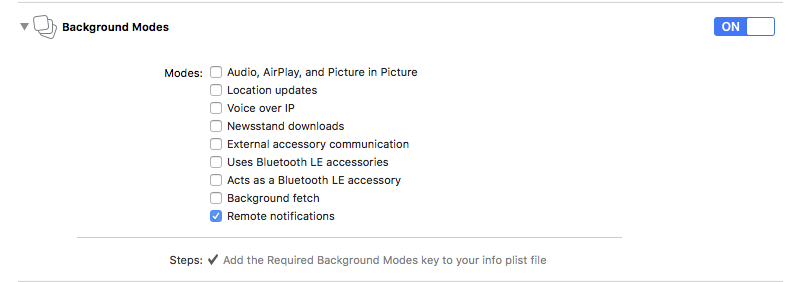 Background Modes
ON
Modes: Audio, AirPlay, and Picture in Picture
Location updates
Voice over IP
Newsstand downloads
External accessory communication
Uses Bluetooth LE accessories
Acts as a Bluetooth LE accessory
Background fetch
Remote notifications
Steps: ✔ Add the Required Background Modes key to your info plist file